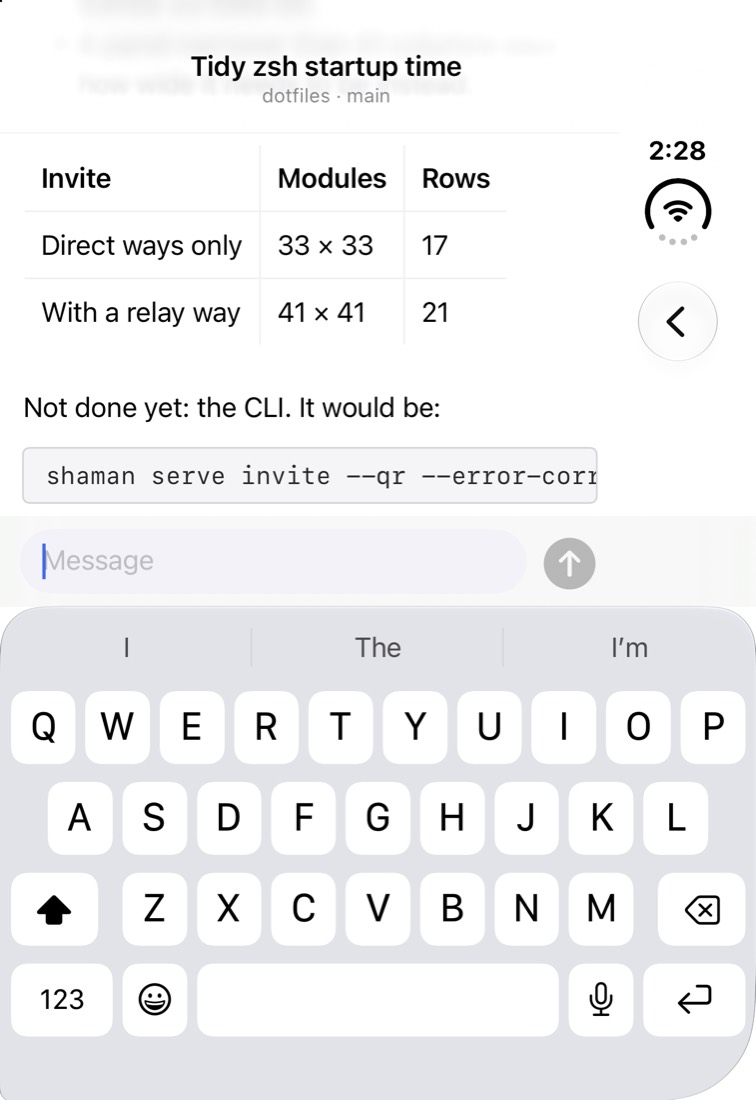 Tidy zsh startup time
dotfiles · main
2:28
Invite Modules Rows
Direct ways only 33 × 33 17
With a relay way 41 × 41 21
Not done yet: the CLI. It would be:
shaman serve invite --qr --error-corr
Message
I The I’m
Q W E R T Y U I O P
A S D F G H J K L
Z X C V B N M
123